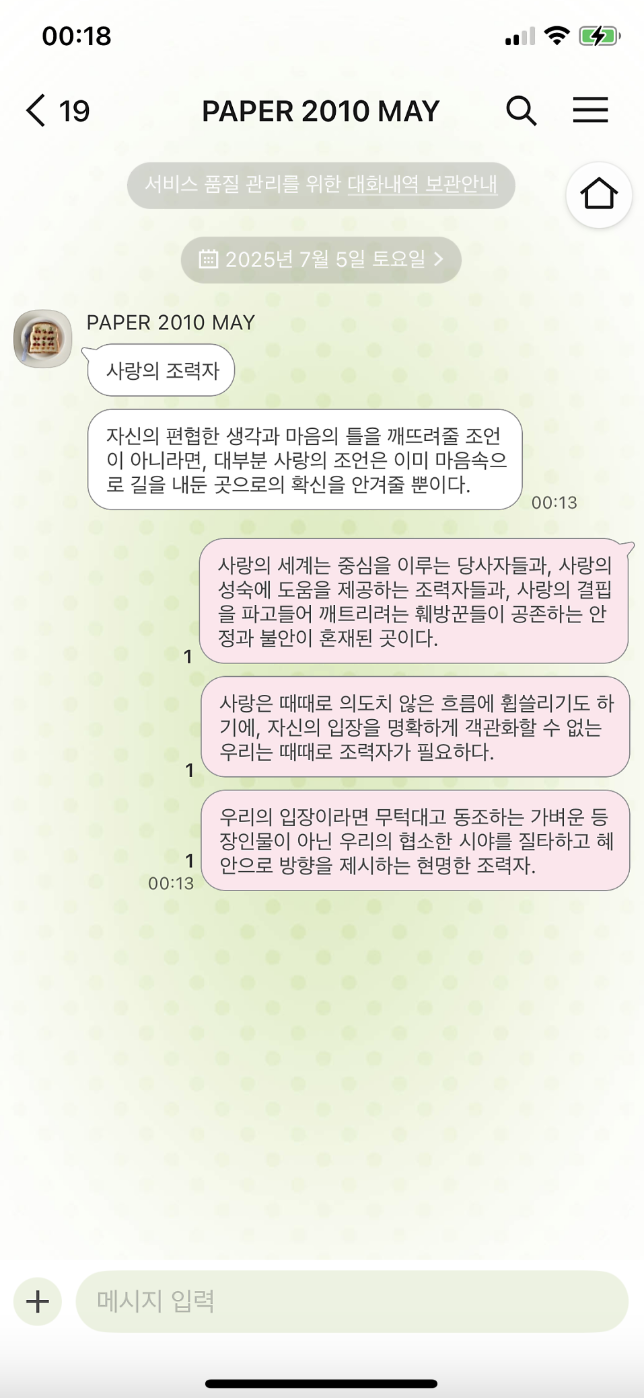 00:18
19
PAPER 2010 MAY
서비스 품질 관리를 위한 대화내역 보관안내
2025년 7월 5일 토요일
PAPER 2010 MAY
사랑의 조력자
자신의 편협한 생각과 마음의 틀을 깨뜨려줄 조언
이 아니라면, 대부분 사랑의 조언은 이미 마음속으
로 길을 내둔 곳으로의 확신을 안겨줄 뿐이다.
00:13
사랑의 세계는 중심을 이루는 당사자들과, 사랑의
성숙에 도움을 제공하는 조력자들과, 사랑의 결핍
을 파고들어 깨트리려는 훼방꾼들이 공존하는 안
정과 불안이 혼재된 곳이다.
1
사랑은 때때로 의도치 않은 흐름에 휩쓸리기도 하
기에, 자신의 입장을 명확하게 객관화할 수 없는
우리는 때때로 조력자가 필요하다.
1
우리의 입장이라면 무턱대고 동조하는 가벼운 등
장인물이 아닌 우리의 협소한 시야를 질타하고 혜
안으로 방향을 제시하는 현명한 조력자.
1
00:13
메시지 입력